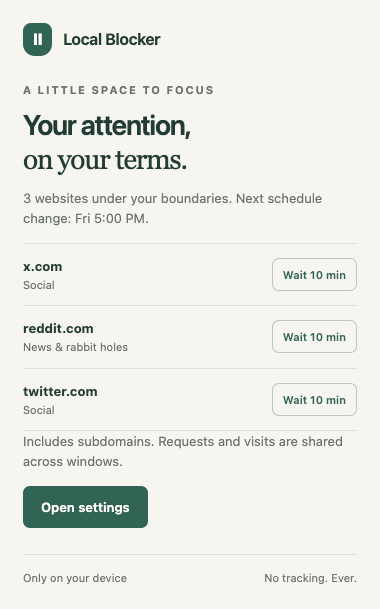 Local Blocker
A LITTLE SPACE TO FOCUS
Your attention,
on your terms.
3 websites under your boundaries. Next schedule
change: Fri 5:00 PM.
x.com
Wait 10 min
Social
reddit.com
Wait 10 min
News & rabbit holes
twitter.com
Wait 10 min
Social
Includes subdomains. Requests and visits are shared
across windows.
Open settings
Only on your device
No tracking. Ever.